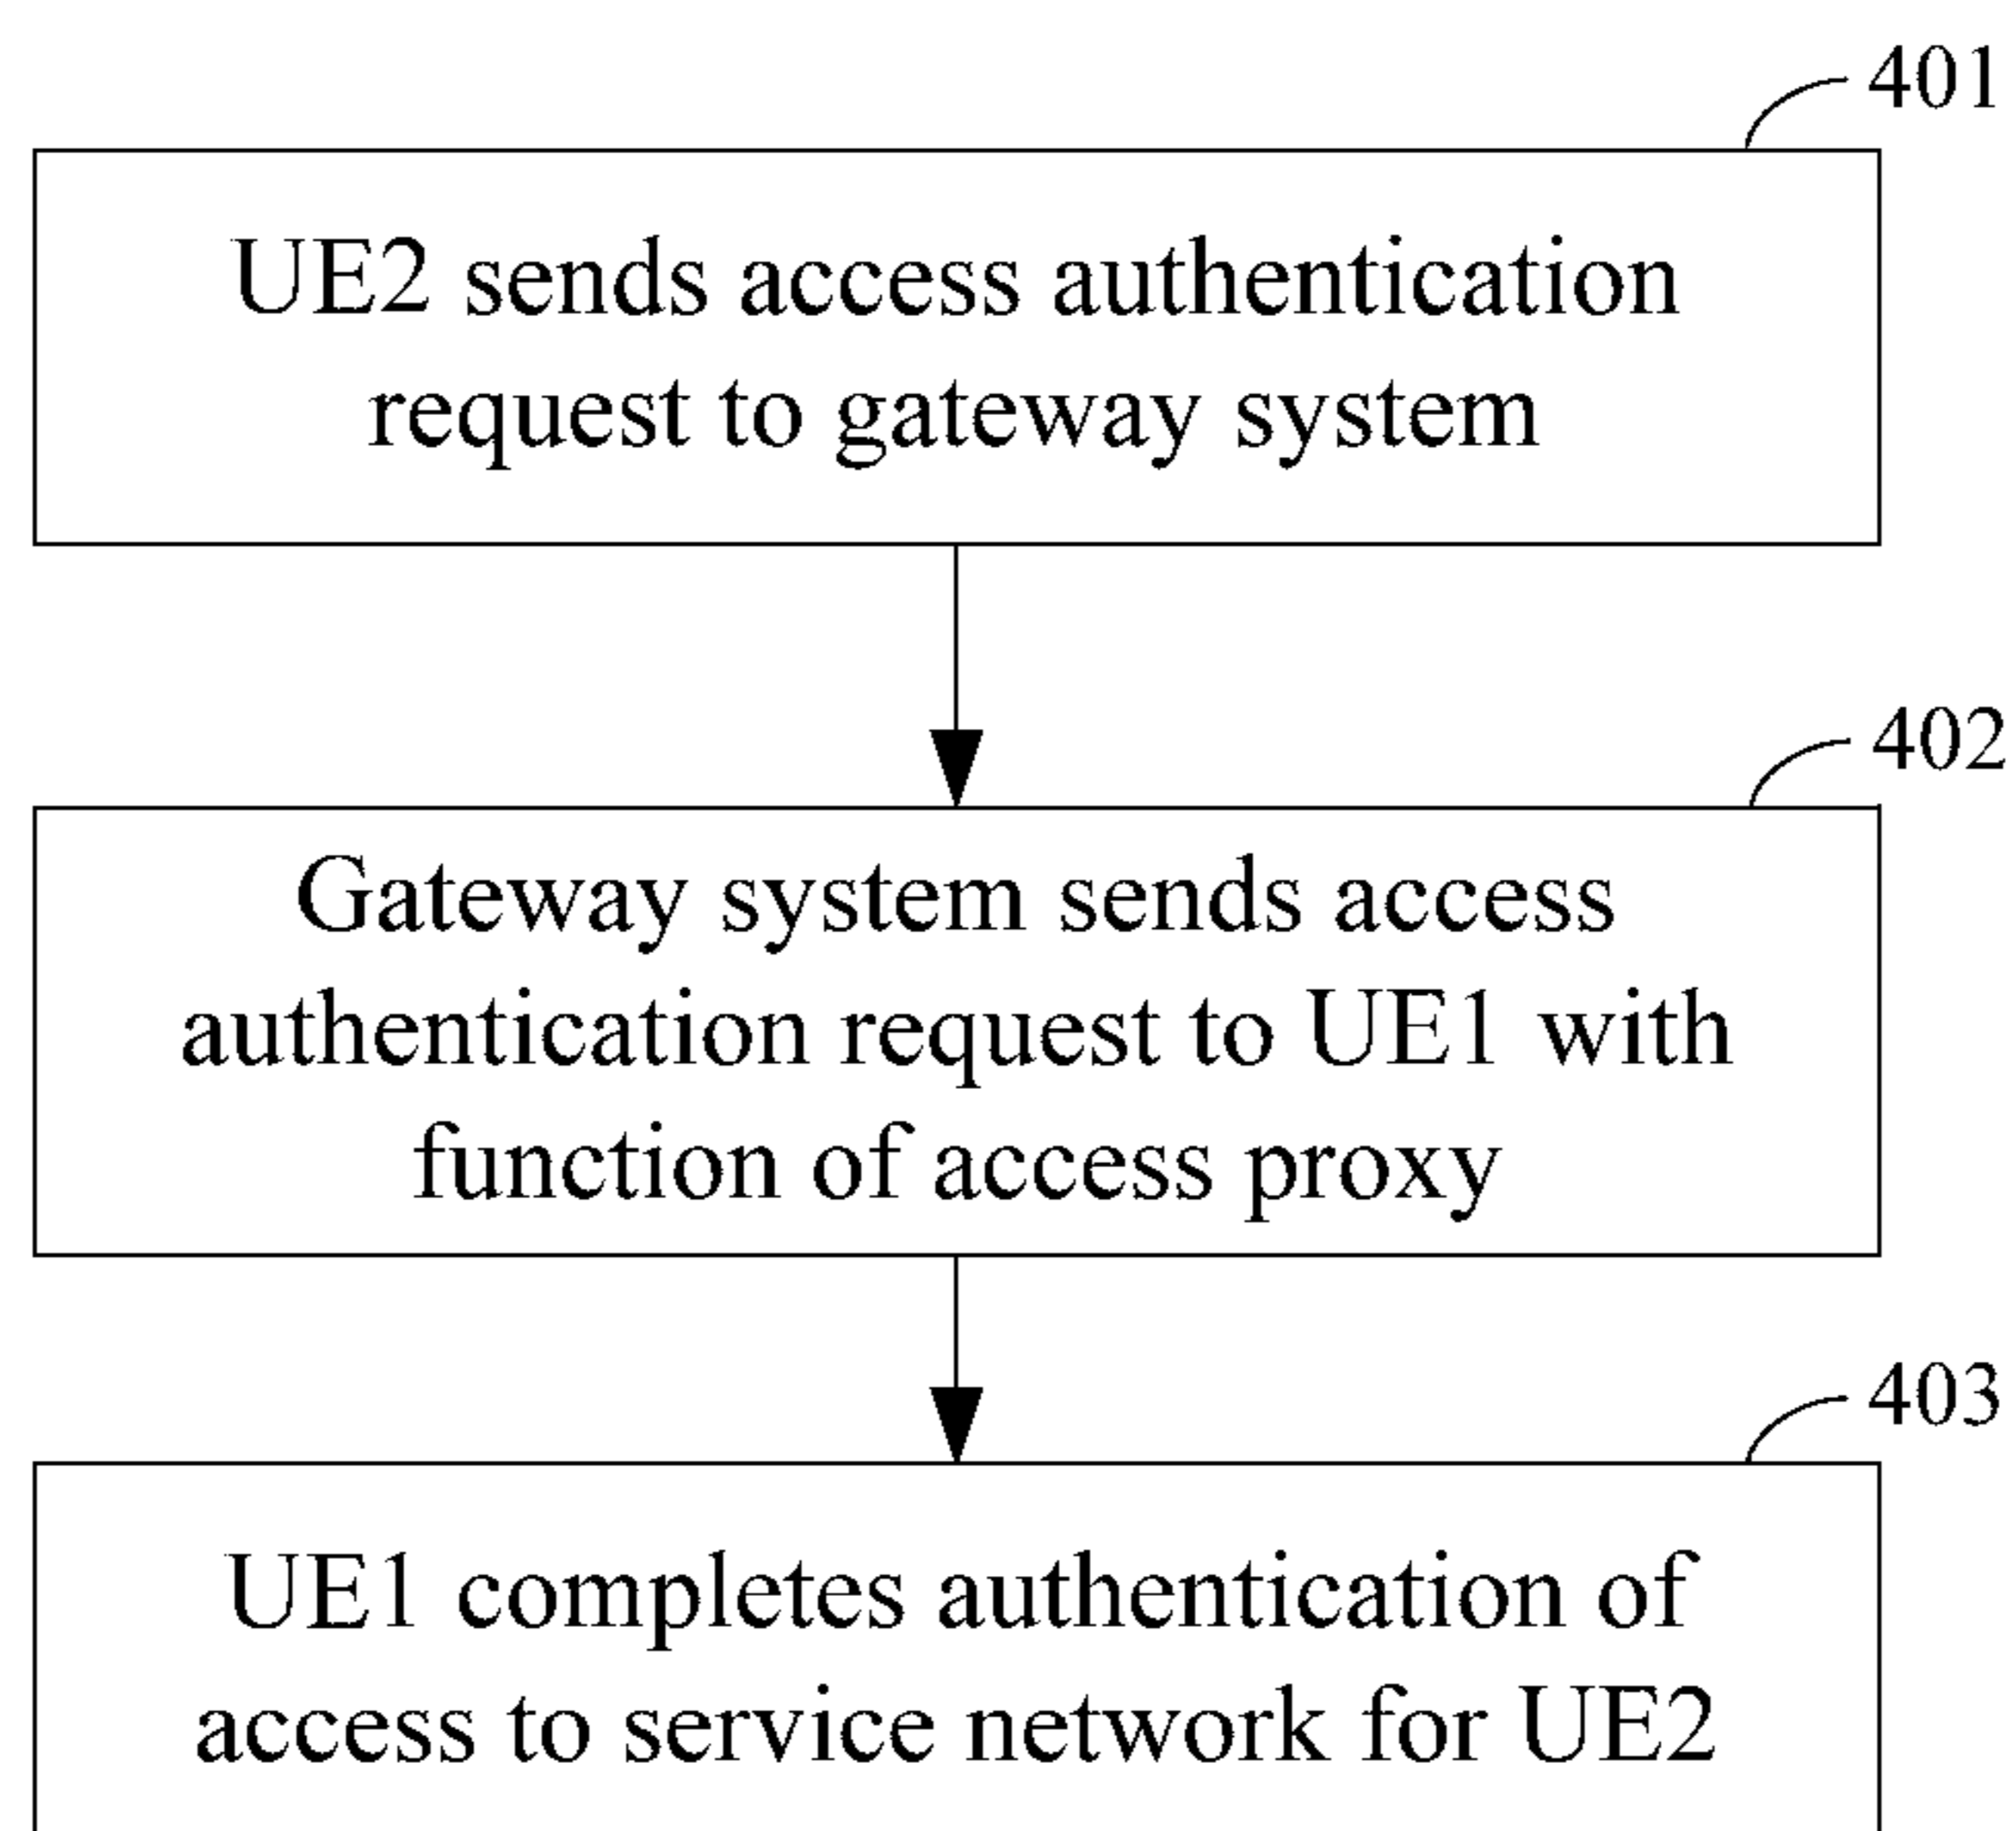 401
UE2 sends access authentication
request to gateway system
402
Gateway system sends access
authentication request to UE1 with
function of access proxy
403
UE1 completes authentication of
access to service network for UE2